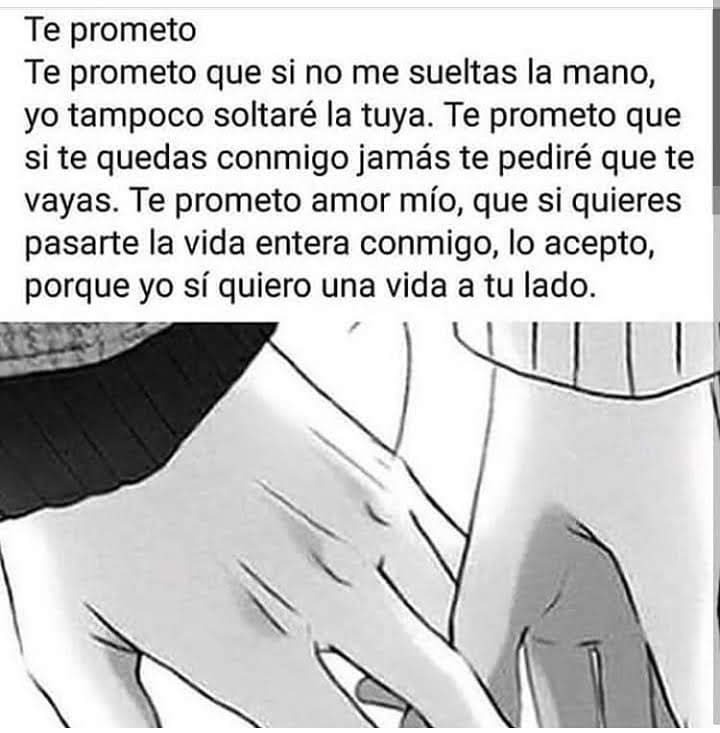 Te prometo
Te prometo que si no me sueltas la mano,
yo tampoco soltaré la tuya. Te prometo que
si te quedas conmigo jamás te pediré que te
vayas. Te prometo amor mío, que si quieres
pasarte la vida entera conmigo, lo acepto,
porque yo sí quiero una vida a tu lado.